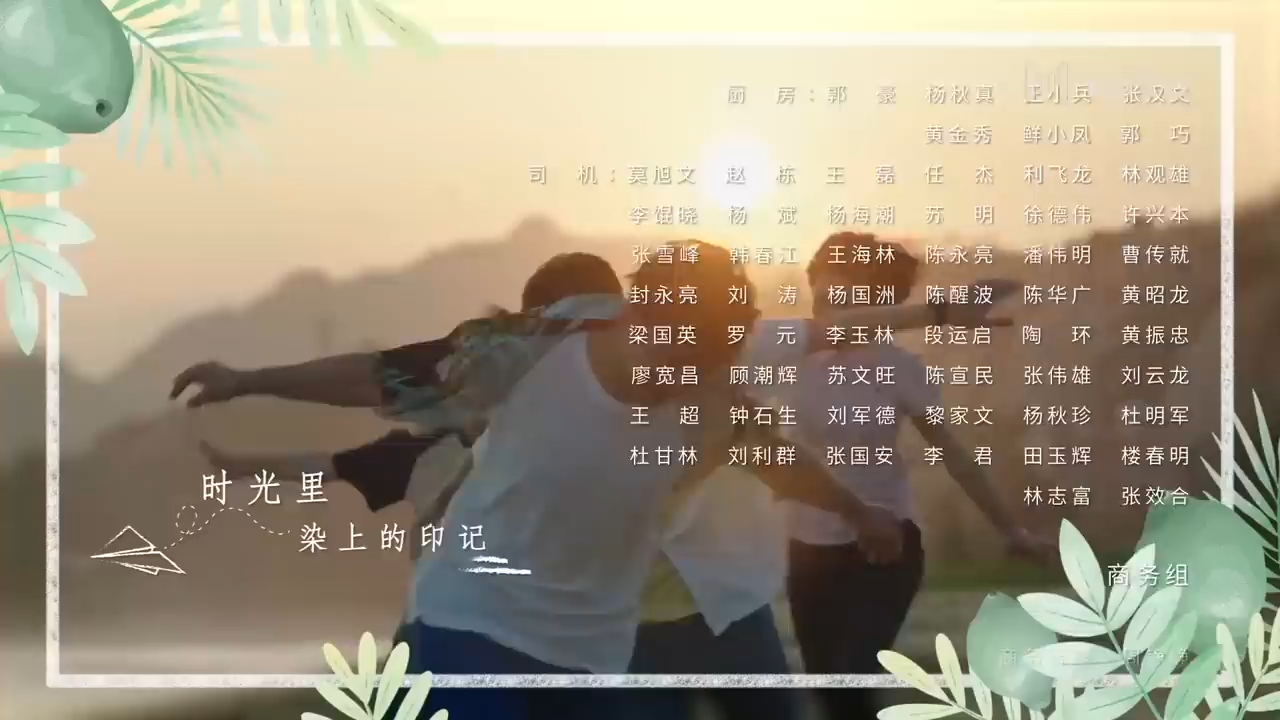 厨　房：郭　豪　杨秋真　王小兵　张汉文
黄金秀　鲜小凤　郭　巧
司　机：莫旭文　赵　栋　王　磊　任　杰　利飞龙　林观雄
李锟晓　杨　斌　杨海潮　苏　明　徐德伟　许兴本
张雪峰　韩春江　王海林　陈永亮　潘伟明　曹传就
封永亮　刘　涛　杨国洲　陈醒波　陈华广　黄昭龙
梁国英　罗　元　李玉林　段运启　陶　环　黄振忠
廖宽昌　顾潮辉　苏文旺　陈宣民　张伟雄　刘云龙
王　超　钟石生　刘军德　黎家文　杨秋珍　杜明军
杜甘林　刘利群　张国安　李　君　田玉辉　楼春明
林志富　张效合
时光里
染上的印记
商务组